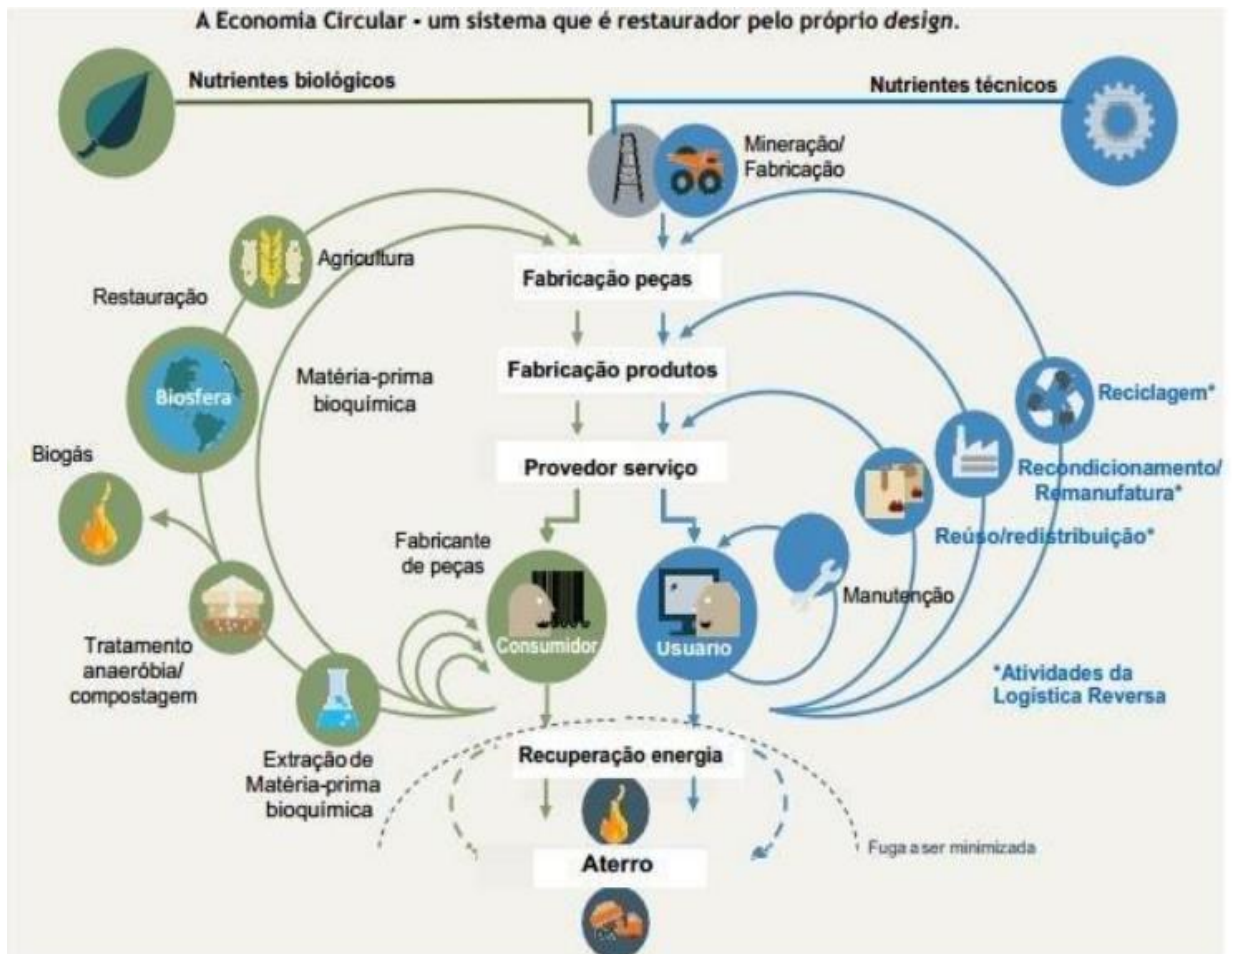 A Economia Circular - um sistema que é restaurador pelo próprio design.
Nutrientes biológicos
Nutrientes técnicos
Mineração/
Fabricação
Agricultura
Fabricação peças
Restauração
Fabricação produtos
Matéria-prima
bioquímica
Biosfera
Reciclagem*
Biogás
Provedor serviço
Recondicionamento/
Remanufatura*
Reúso/redistribuição*
Fabricante
de peças
Manutenção
Consumidor
Usuário
Tratamento
anaeróbia/
compostagem
*Atividades da
Logística Reversa
Extração de
Matéria-prima
bioquímica
Recuperação energia
Fuga a ser minimizada
Aterro